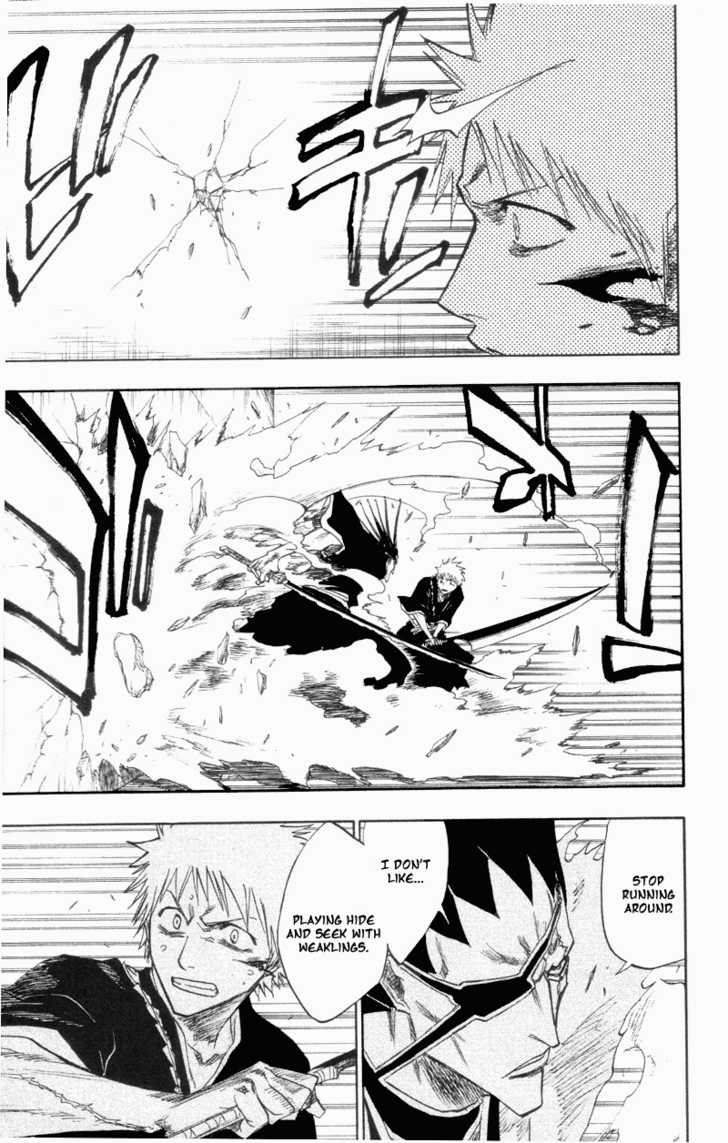 STOP
RUNNING
AROUND.
I DON'T
LIKE...
PLAYING HIDE
AND SEEK WITH
WEAKLINGS.